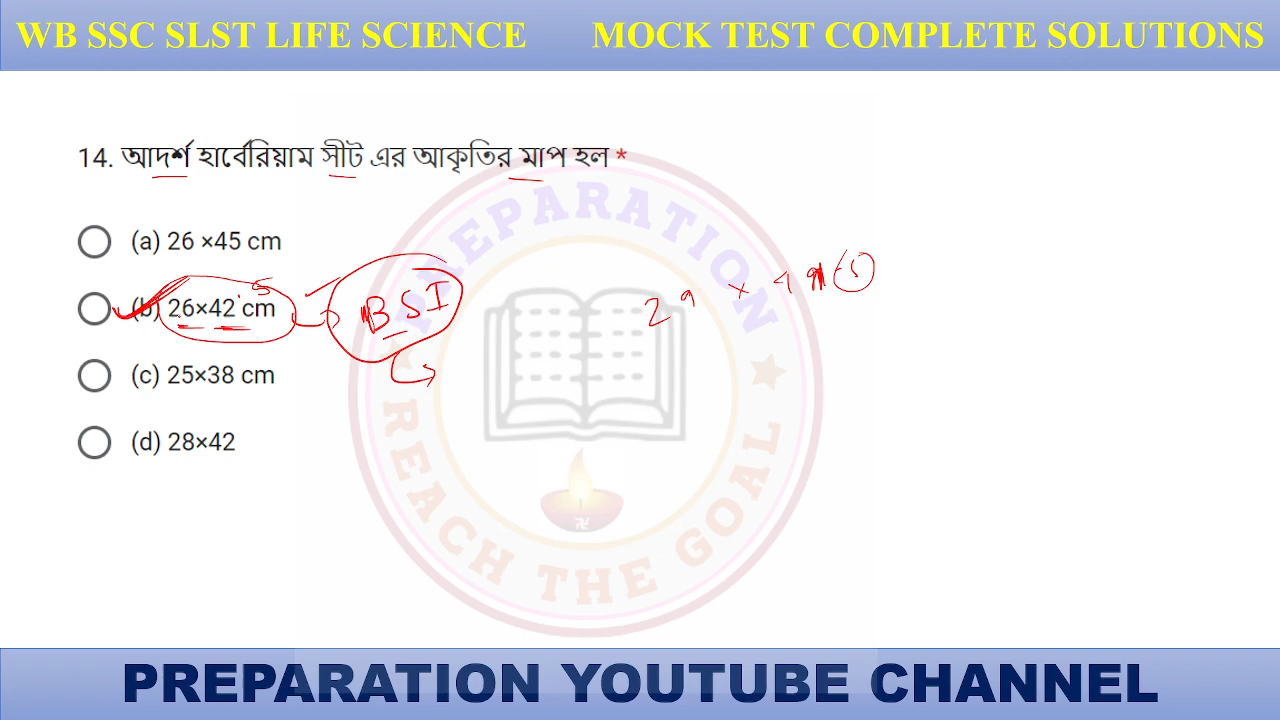 WB SSC SLST LIFE SCIENCE MOCK TEST COMPLETE SOLUTIONS
14. আদর্শ হার্বেরিয়াম সীট এর আকৃতির মাপ হল *
(a) 26 ×45 cm
(b) 26×42 cm
·5
BSI
(c) 25×38 cm
(d) 28×42
PREPARATION
REACH THE GOAL
PREPARATION YOUTUBE CHANNEL